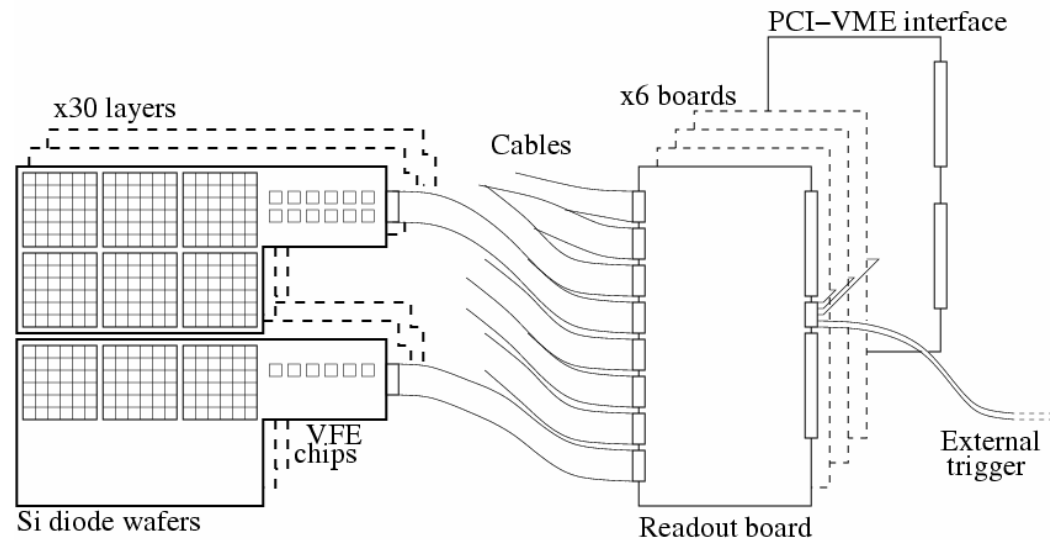 PCI–VME interface
x30 layers
x6 boards
Cables
VFE
chips
External
trigger
Si diode wafers
Readout board